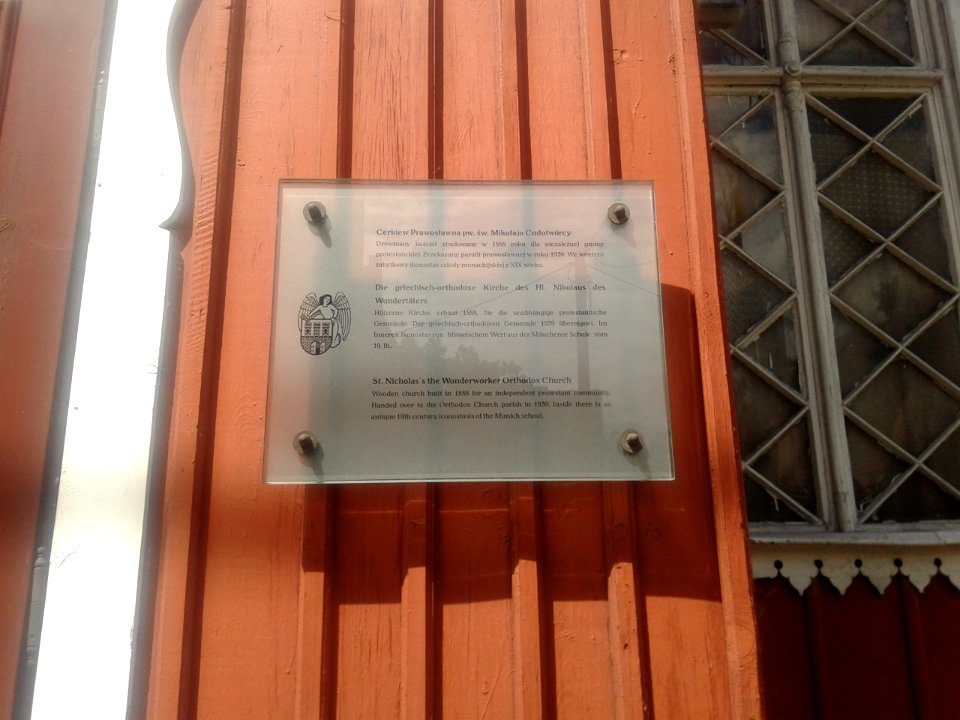 Cerkiew Prawosławna pw. św. Mikołaja Cudotwórcy
Drewniany kościół zbudowany w 1888 roku dla niezależnej gminy
protestanckiej. Przekazany parafii prawosławnej w roku 1939. We wnętrzu
zabytkowy ikonostas szkoły monachijskiej z XIX wieku.
Die griechisch-orthodoxe Kirche des Hl. Nikolaus des
Wundertäters
Hölzerne Kirche, erbaut 1888, für die unabhängige protestantische
Gemeinde. Der griechisch-orthodoxen Gemeinde 1939 übereignet. Im
Inneren Ikonostas von historischem Wert aus der Münchener Schule vom
19. Jh.
St. Nicholas's the Wonderworker Orthodox Church
Wooden church built in 1888 for an independent protestant community
Handed over to the Orthodox Church parish in 1939. Inside there is an
antique 19th century iconostasis of the Munich school.